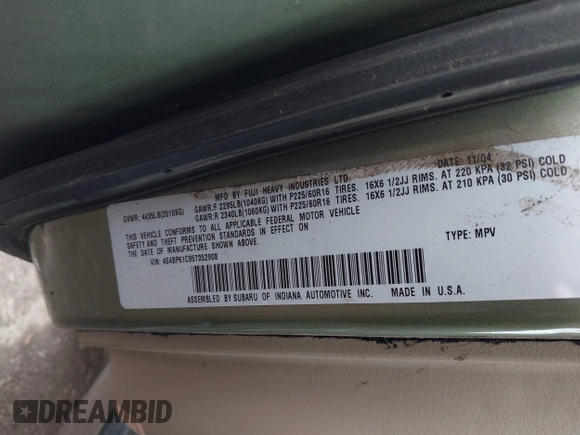 MFD BY FUJI HEAVY INDUSTRIES LTD. DATE: 11/04
GVWR: 4435LB(2010KG) GAWR:F 2295LB(1040KG)WITH P225/60R16 TIRES. 16X6 1/2JJ RIMS. AT 220 KPA (32 PSI) COLD
GAWR:R 2340LB(1060KG)WITH P225/60R16 TIRES. 16X6 1/2JJ RIMS. AT 210 KPA (30 PSI) COLD
THIS VEHICLE CONFORMS TO ALL APPLICABLE FEDERAL MOTOR VEHICLE
SAFETY AND THEFT PREVENTION STANDARDS IN EFFECT ON
THE DATE OF MANUFACTURE SHOWN ABOVE.
VIN: 4S4BP61C957352908 TYPE: MPV
ASSEMBLED BY SUBARU OF INDIANA AUTOMOTIVE INC. MADE IN U.S.A.
DREAMBID